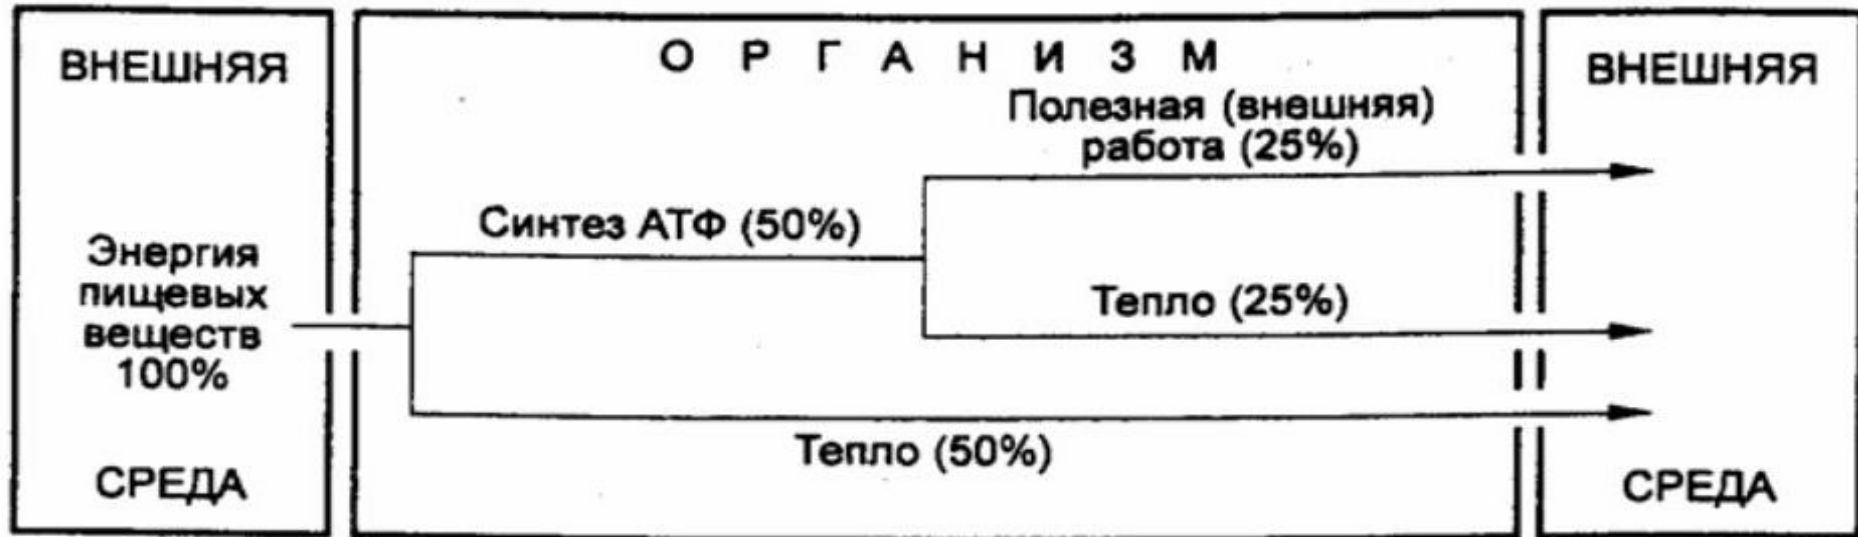 ВНЕШНЯЯ
Энергия
пищевых
веществ
100%
СРЕДА
ОРГАНИЗМ
Полезная (внешняя)
работа (25%)
Синтез АТФ (50%)
Тепло (25%)
Тепло (50%)
ВНЕШНЯЯ
СРЕДА